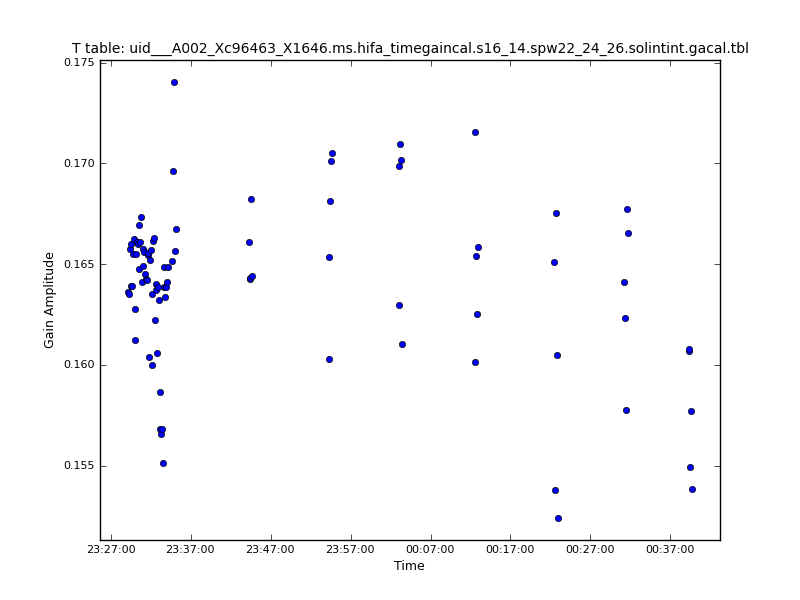 T table: uid___A002_Xc96463_X1646.ms.hifa_timegaincal.s16_14.spw22_24_26.solintint.gacal.tbl
0.175
0.170
0.165
0.160
0.155
Gain Amplitude
23:27:00 23:37:00 23:47:00 23:57:00 00:07:00 00:17:00 00:27:00 00:37:00
Time